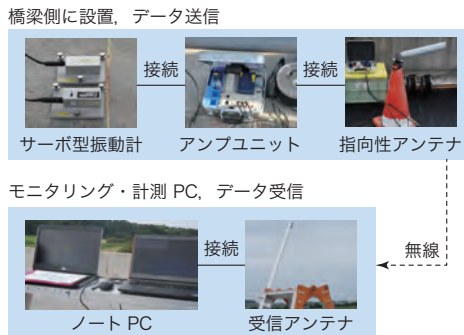 橋梁側に設置，データ送信
接続
接続
サーボ型振動計
アンプユニット
指向性アンテナ
モニタリング・計測 PC，データ受信
接続
無線
ノート PC
受信アンテナ